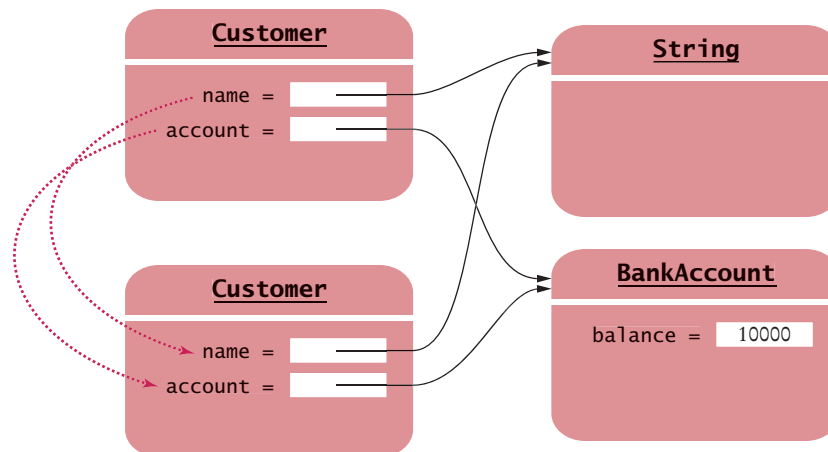 Customer
name =
account =
String
Customer
name =
account =
BankAccount
balance = 10000